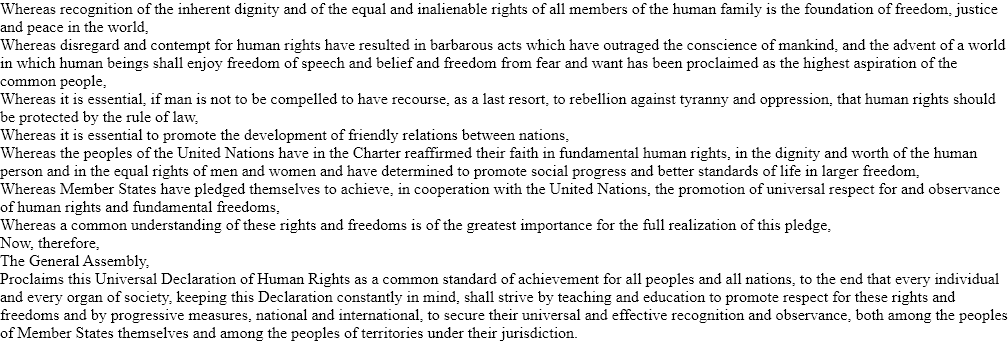 Whereas recognition of the inherent dignity and of the equal and inalienable rights of all members of the human family is the foundation of freedom, justice
and peace in the world,
Whereas disregard and contempt for human rights have resulted in barbarous acts which have outraged the conscience of mankind, and the advent of a world
in which human beings shall enjoy freedom of speech and belief and freedom from fear and want has been proclaimed as the highest aspiration of the
common people,
Whereas it is essential, if man is not to be compelled to have recourse, as a last resort, to rebellion against tyranny and oppression, that human rights should
be protected by the rule of law,
Whereas it is essential to promote the development of friendly relations between nations,
Whereas the peoples of the United Nations have in the Charter reaffirmed their faith in fundamental human rights, in the dignity and worth of the human
person and in the equal rights of men and women and have determined to promote social progress and better standards of life in larger freedom,
Whereas Member States have pledged themselves to achieve, in cooperation with the United Nations, the promotion of universal respect for and observance
of human rights and fundamental freedoms,
Whereas a common understanding of these rights and freedoms is of the greatest importance for the full realization of this pledge,
Now, therefore,
The General Assembly,
Proclaims this Universal Declaration of Human Rights as a common standard of achievement for all peoples and all nations, to the end that every individual
and every organ of society, keeping this Declaration constantly in mind, shall strive by teaching and education to promote respect for these rights and
freedoms and by progressive measures, national and international, to secure their universal and effective recognition and observance, both among the peoples
of Member States themselves and among the peoples of territories under their jurisdiction.